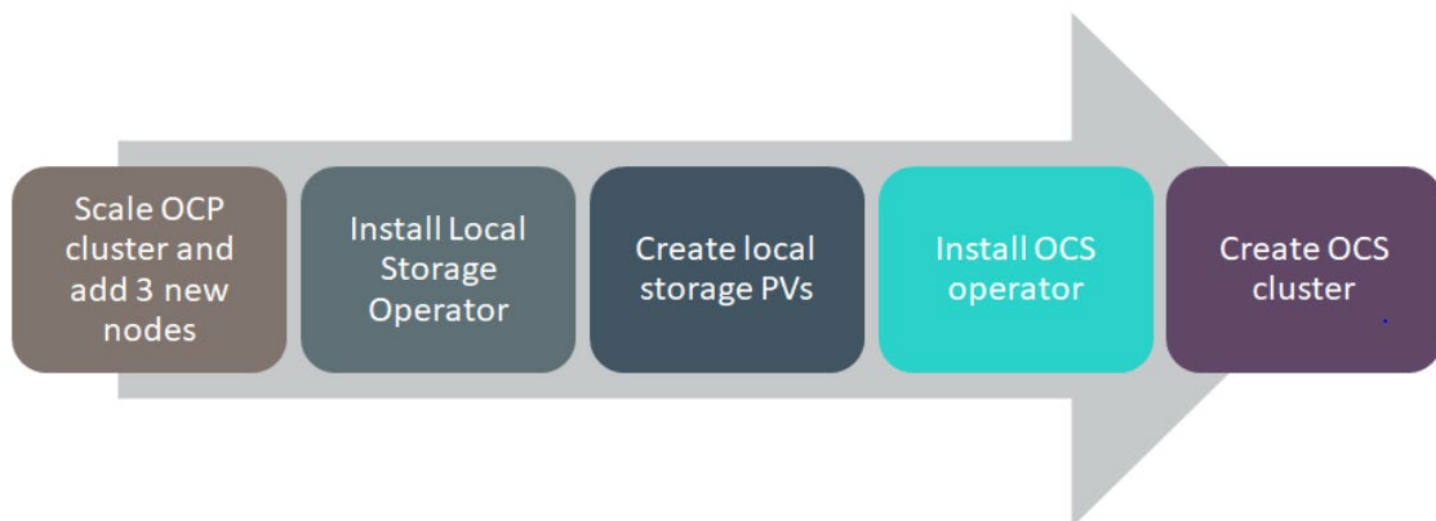 Scale OCP
cluster and
add 3 new
nodes
Install Local
Storage
Operator
Create local
storage PVs
Install OCS
operator
Create OCS
cluster